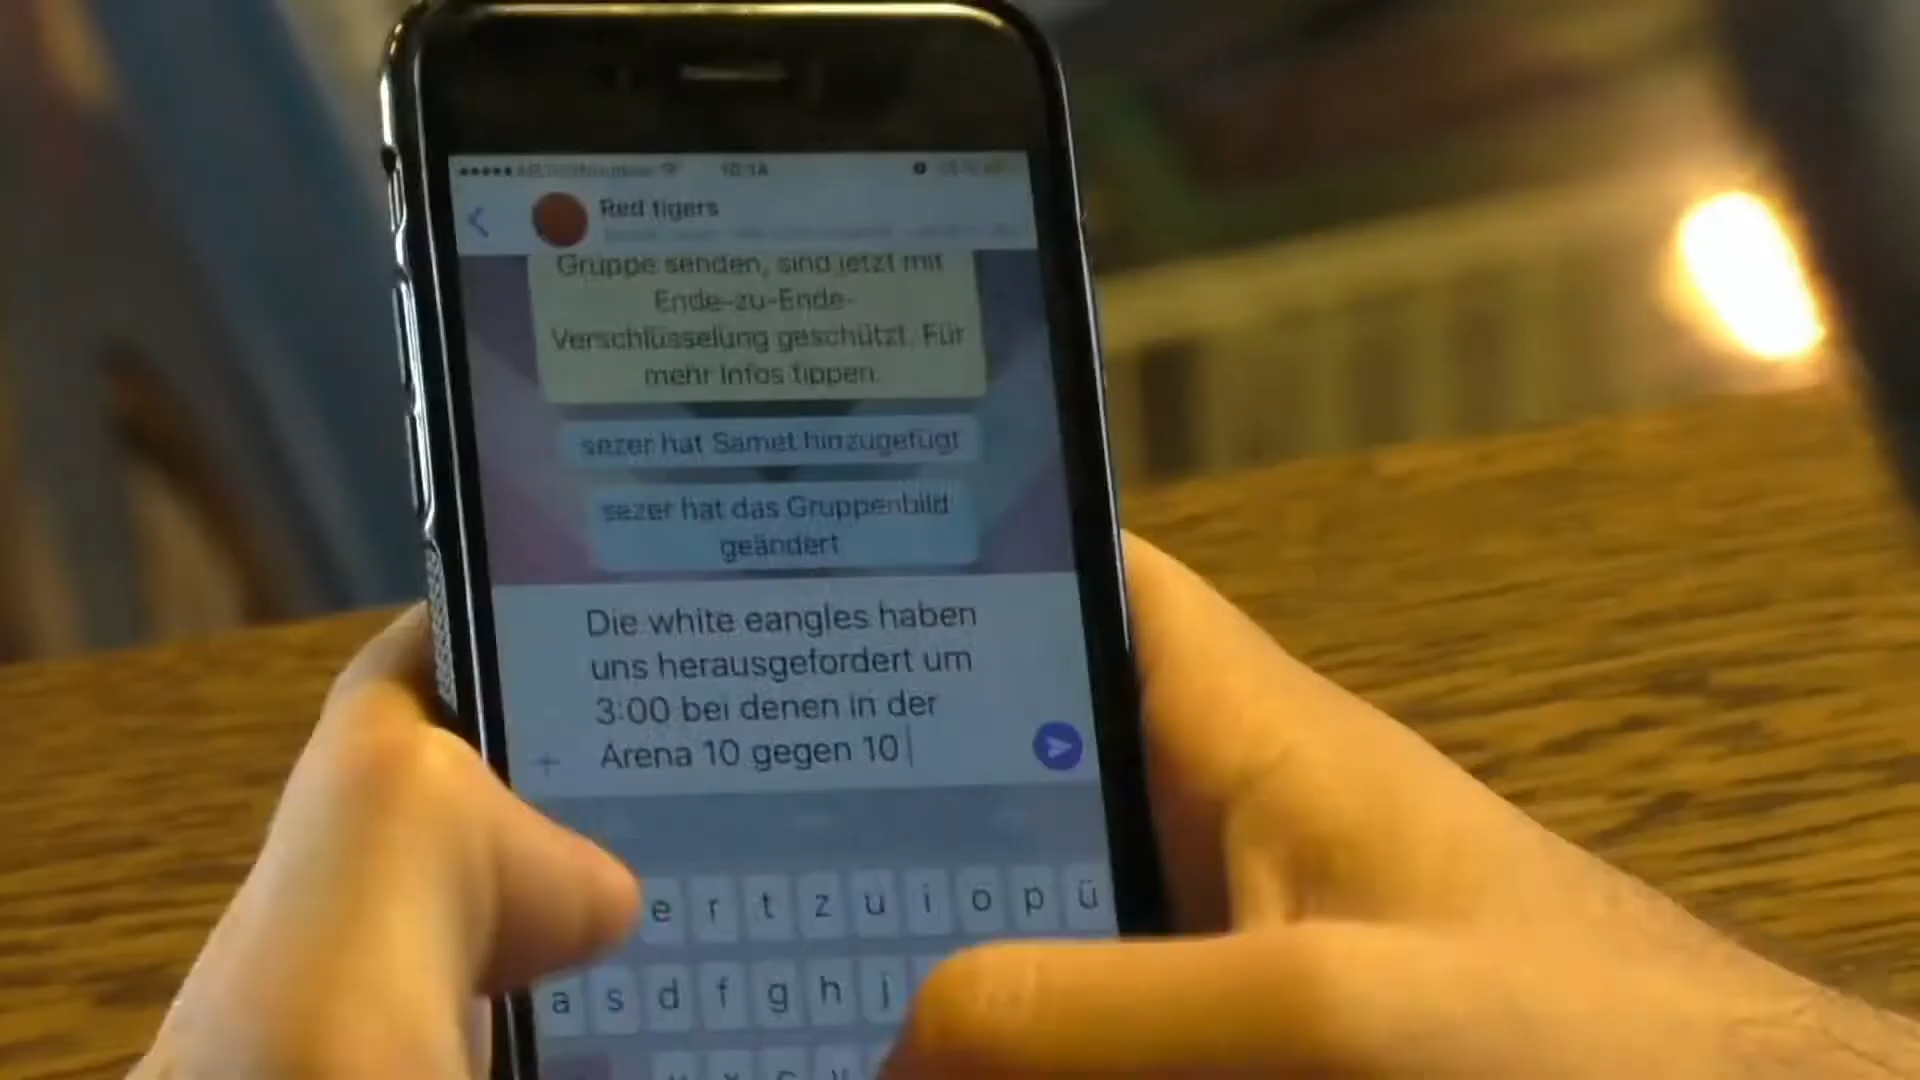 10:14
Red tigers
Gruppe senden, sind jetzt mit
Ende-zu-Ende-
Verschlüsselung geschützt. Für
mehr Infos tippen.
sezer hat Samet hinzugefügt
sezer hat das Gruppenbild
geändert
Die white eangles haben
uns herausgefordert um
3:00 bei denen in der
Arena 10 gegen 10
e r t z u i o p ü
a s d f g h j